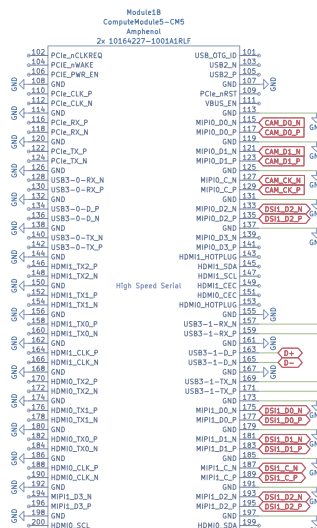 Module1B
ComputeModule5-CM5
Amphenol
2x 10164227-1001A1RLF
102 PCIe_nCLKREQ USB_OTG_ID 101
104 PCIe_nWAKE USB2_N 103
106 PCIE_PWR_EN USB2_P 105
GND 108 GND GND 107 GND
110 PCIe_CLK_P PCIe_nRST 109
112 PCIe_CLK_N VBUS_EN 111
GND 114 GND GND 113
116 PCIe_RX_P MIPI0_D0_N 115 CAM_D0_N
118 PCIe_RX_N MIPI0_D0_P 117 CAM_D0_P
GND 120 GND GND 119
122 PCIe_TX_P MIPI0_D1_N 121 CAM_D1_N
124 PCIe_TX_N MIPI0_D1_P 123 CAM_D1_P
GND 126 GND GND 125
128 USB3-0-RX_N MIPI0_C_N 127 CAM_CK_N
130 USB3-0-RX_P MIPI0_C_P 129 CAM_CK_P
GND 132 GND GND 131
134 USB3-0-D_P MIPI0_D2_N 133 DSI1_D2_N
136 USB3-0-D_N MIPI0_D2_P 135 DSI1_D2_P
GND 138 GND GND 137
140 USB3-0-TX_N MIPI0_D3_N 139
142 USB3-0-TX_P MIPI0_D3_P 141
GND 144 GND HDMI1_HOTPLUG 143
146 HDMI1_TX2_P HDMI1_SDA 145
148 HDMI1_TX2_N HDMI1_SCL 147
GND 150 GND High Speed Serial HDMI1_CEC 149
152 HDMI1_TX1_P HDMI0_CEC 151
154 HDMI1_TX1_N HDMI0_HOTPLUG 153
GND 156 GND GND 155 GND
158 HDMI1_TX0_P USB3-1-RX_N 157
160 HDMI1_TX0_N USB3-1-RX_P 159
GND 162 GND GND 161 GND
164 HDMI1_CLK_P USB3-1-D_P 163 D+
166 HDMI1_CLK_N USB3-1-D_N 165 D-
GND 168 GND GND 167 GND
170 HDMI0_TX2_P USB3-1-TX_N 169
172 HDMI0_TX2_N USB3-1-TX_P 171
GND 174 GND GND 173
176 HDMI0_TX1_P MIPI1_D0_N 175 DSI1_D0_N
178 HDMI0_TX1_N MIPI1_D0_P 177 DSI1_D0_P
GND 180 GND GND 179
182 HDMI0_TX0_P MIPI1_D1_N 181 DSI1_D1_N
184 HDMI0_TX0_N MIPI1_D1_P 183 DSI1_D1_P
GND 186 GND GND 185
188 HDMI0_CLK_P MIPI1_C_N 187 DSI1_C_N
190 HDMI0_CLK_N MIPI1_C_P 189 DSI1_C_P
GND 192 GND GND 191
194 MIPI1_D3_N MIPI1_D2_N 193 DSI1_D2_N
196 MIPI1_D3_P MIPI1_D2_P 195 DSI1_D2_P
GND 198 GND GND 197
200 HDMI0_SCL HDMI0_SDA 199